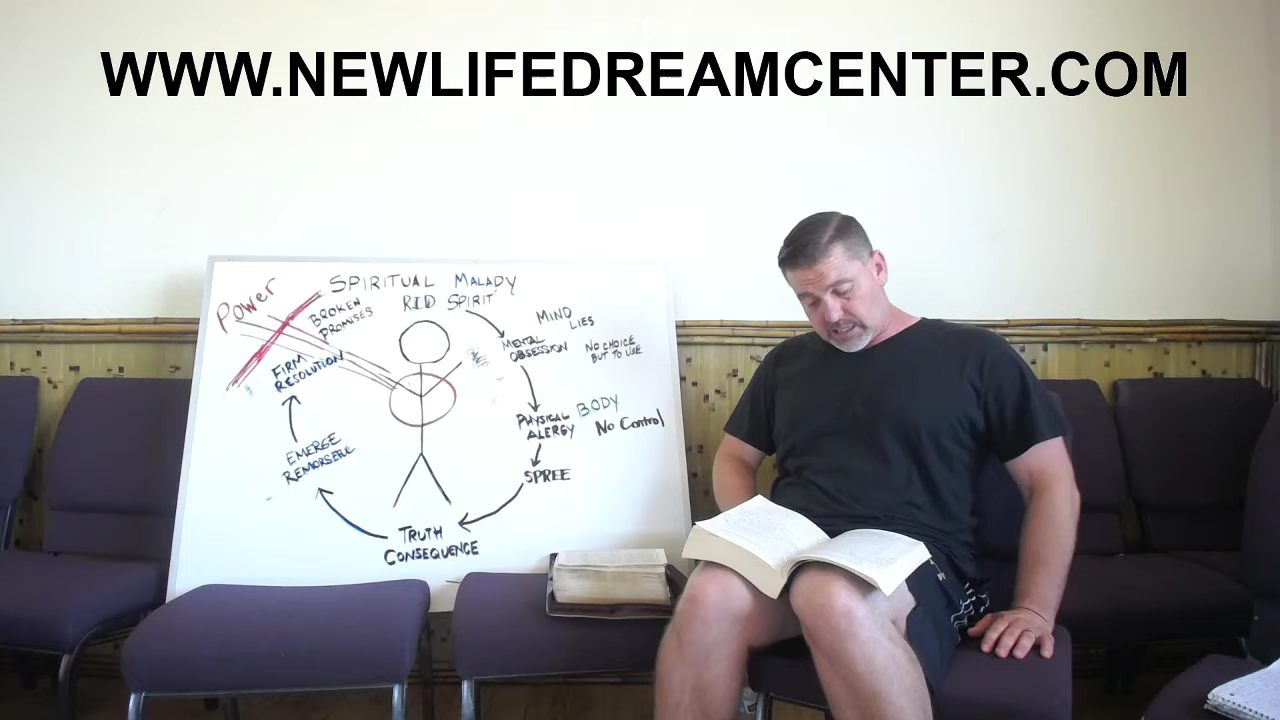 WWW.NEWLIFEDREAMCENTER.COM
Power
SPIRITUAL MALADY
RID SPIRIT
BROKEN
PROMISES
MIND
LIES
MENTAL
OBSESSION
NO CHOICE
BUT TO USE
FIRM
RESOLUTION
BODY
PHYSICAL
ALERGY
No Control
EMERGE
REMORSEFUL
SPREE
TRUTH
CONSEQUENCE